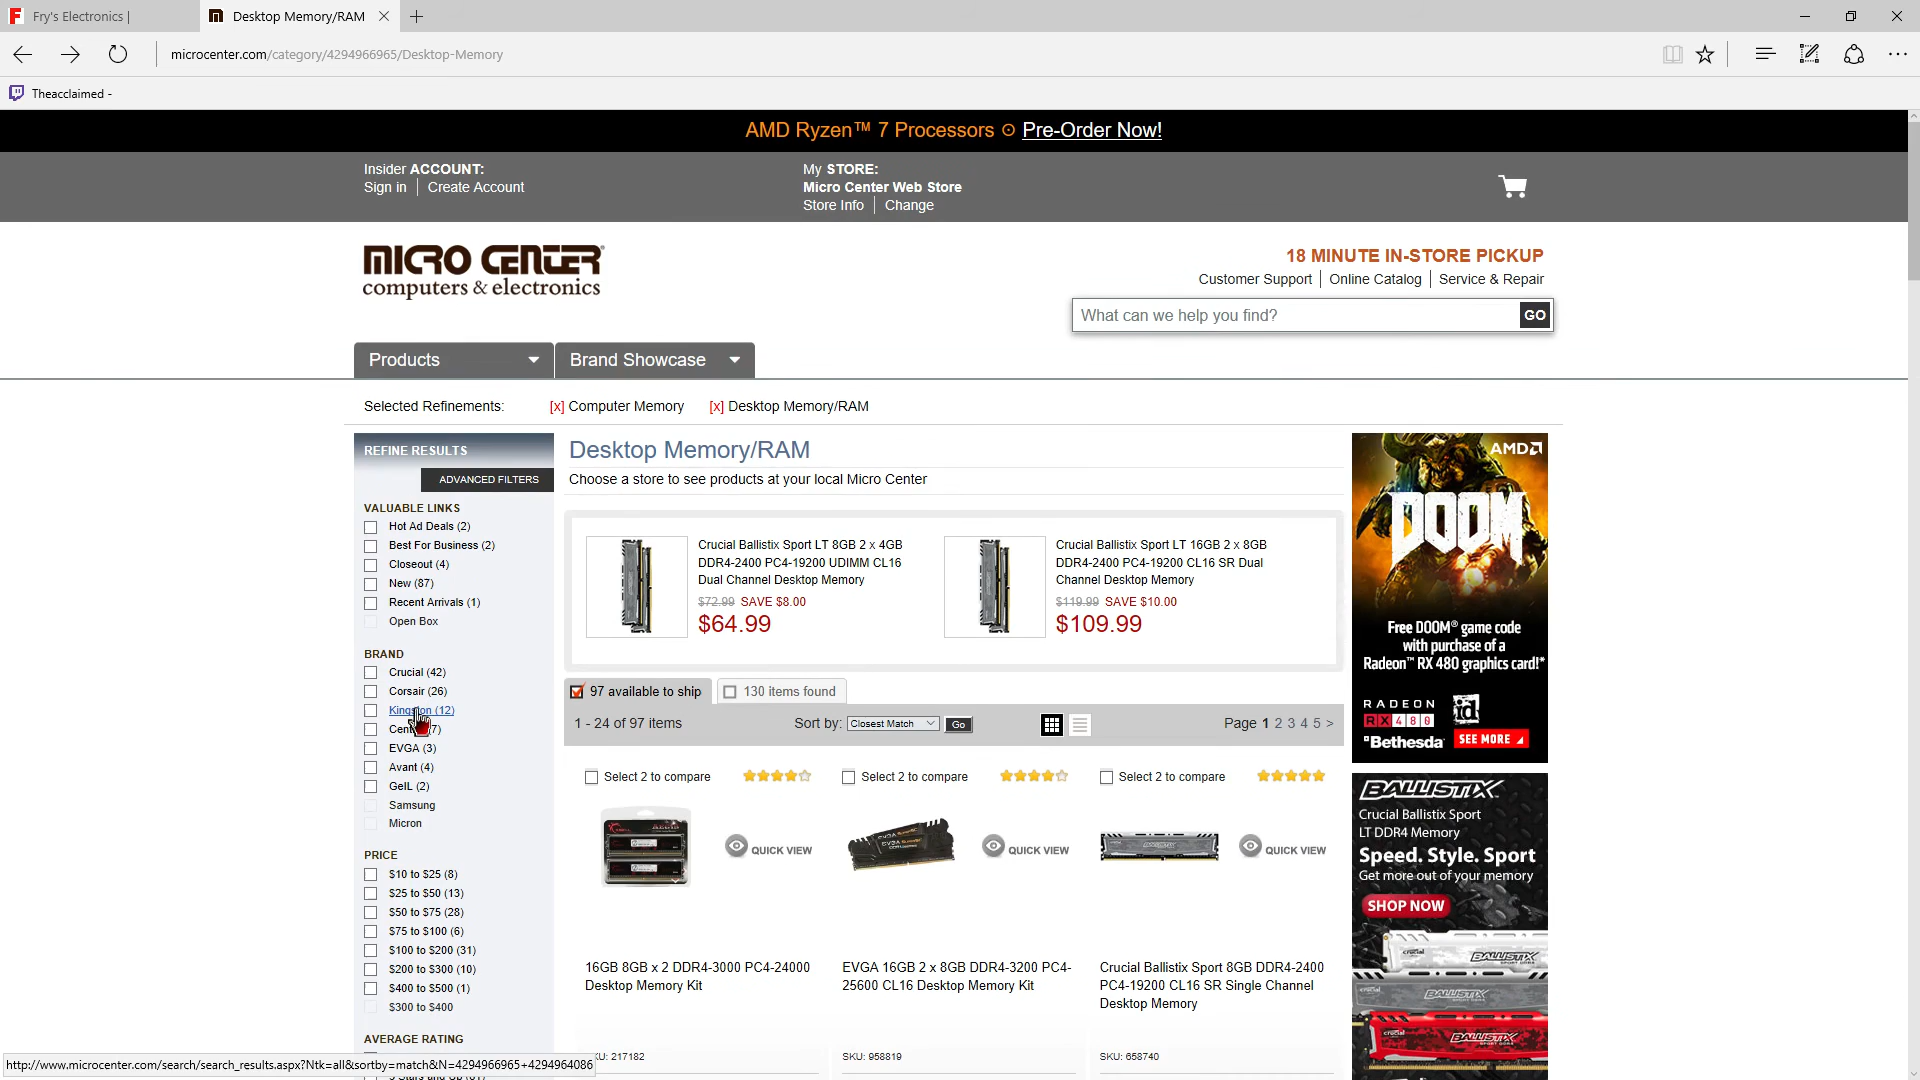 Fry's Electronics |
Desktop Memory/RAM
microcenter.com/category/4294966965/Desktop-Memory
Theacclaimed -
AMD Ryzen™ 7 Processors ⊙ Pre-Order Now!
Insider ACCOUNT:
Sign in | Create Account
My STORE:
Micro Center Web Store
Store Info | Change
MICRO CENTER
computers & electronics
18 MINUTE IN-STORE PICKUP
Customer Support | Online Catalog | Service & Repair
What can we help you find?
GO
Products
Brand Showcase
Selected Refinements: [x] Computer Memory [x] Desktop Memory/RAM
REFINE RESULTS
ADVANCED FILTERS
VALUABLE LINKS
Hot Ad Deals (2)
Best For Business (2)
Closeout (4)
New (87)
Recent Arrivals (1)
Open Box
BRAND
Crucial (42)
Corsair (26)
Kingston (12)
7)
EVGA (3)
Avant (4)
GeIL (2)
Samsung
Micron
PRICE
$10 to $25 (8)
$25 to $50 (13)
$50 to $75 (28)
$75 to $100 (6)
$100 to $200 (31)
$200 to $300 (10)
$400 to $500 (1)
$300 to $400
AVERAGE RATING
Desktop Memory/RAM
Choose a store to see products at your local Micro Center
Crucial Ballistix Sport LT 8GB 2 x 4GB
DDR4-2400 PC4-19200 UDIMM CL16
Dual Channel Desktop Memory
$72.99 SAVE $8.00
$64.99
Crucial Ballistix Sport LT 16GB 2 x 8GB
DDR4-2400 PC4-19200 CL16 SR Dual
Channel Desktop Memory
$119.99 SAVE $10.00
$109.99
97 available to ship
130 items found
1 - 24 of 97 items
Sort by: Closest Match Go
Page 1 2 3 4 5 >
Select 2 to compare
QUICK VIEW
16GB 8GB x 2 DDR4-3000 PC4-24000
Desktop Memory Kit
KU: 217182
Select 2 to compare
QUICK VIEW
EVGA 16GB 2 x 8GB DDR4-3200 PC4-
25600 CL16 Desktop Memory Kit
SKU: 958819
Select 2 to compare
QUICK VIEW
Crucial Ballistix Sport 8GB DDR4-2400
PC4-19200 CL16 SR Single Channel
Desktop Memory
SKU: 658740
AMD
DOOM
Free DOOM® game code
with purchase of a
Radeon™ RX 480 graphics card!*
RADEON
RX 480
id
Bethesda
SEE MORE
BALLISTIX
Crucial Ballistix Sport
LT DDR4 Memory
Speed. Style. Sport
Get more out of your memory
SHOP NOW
crucial
BALLISTIX
crucial
BALLISTIX
crucial
BALLISTIX
http://www.microcenter.com/search/search_results.aspx?Ntk=all&sortby=match&N=4294966965+4294964086